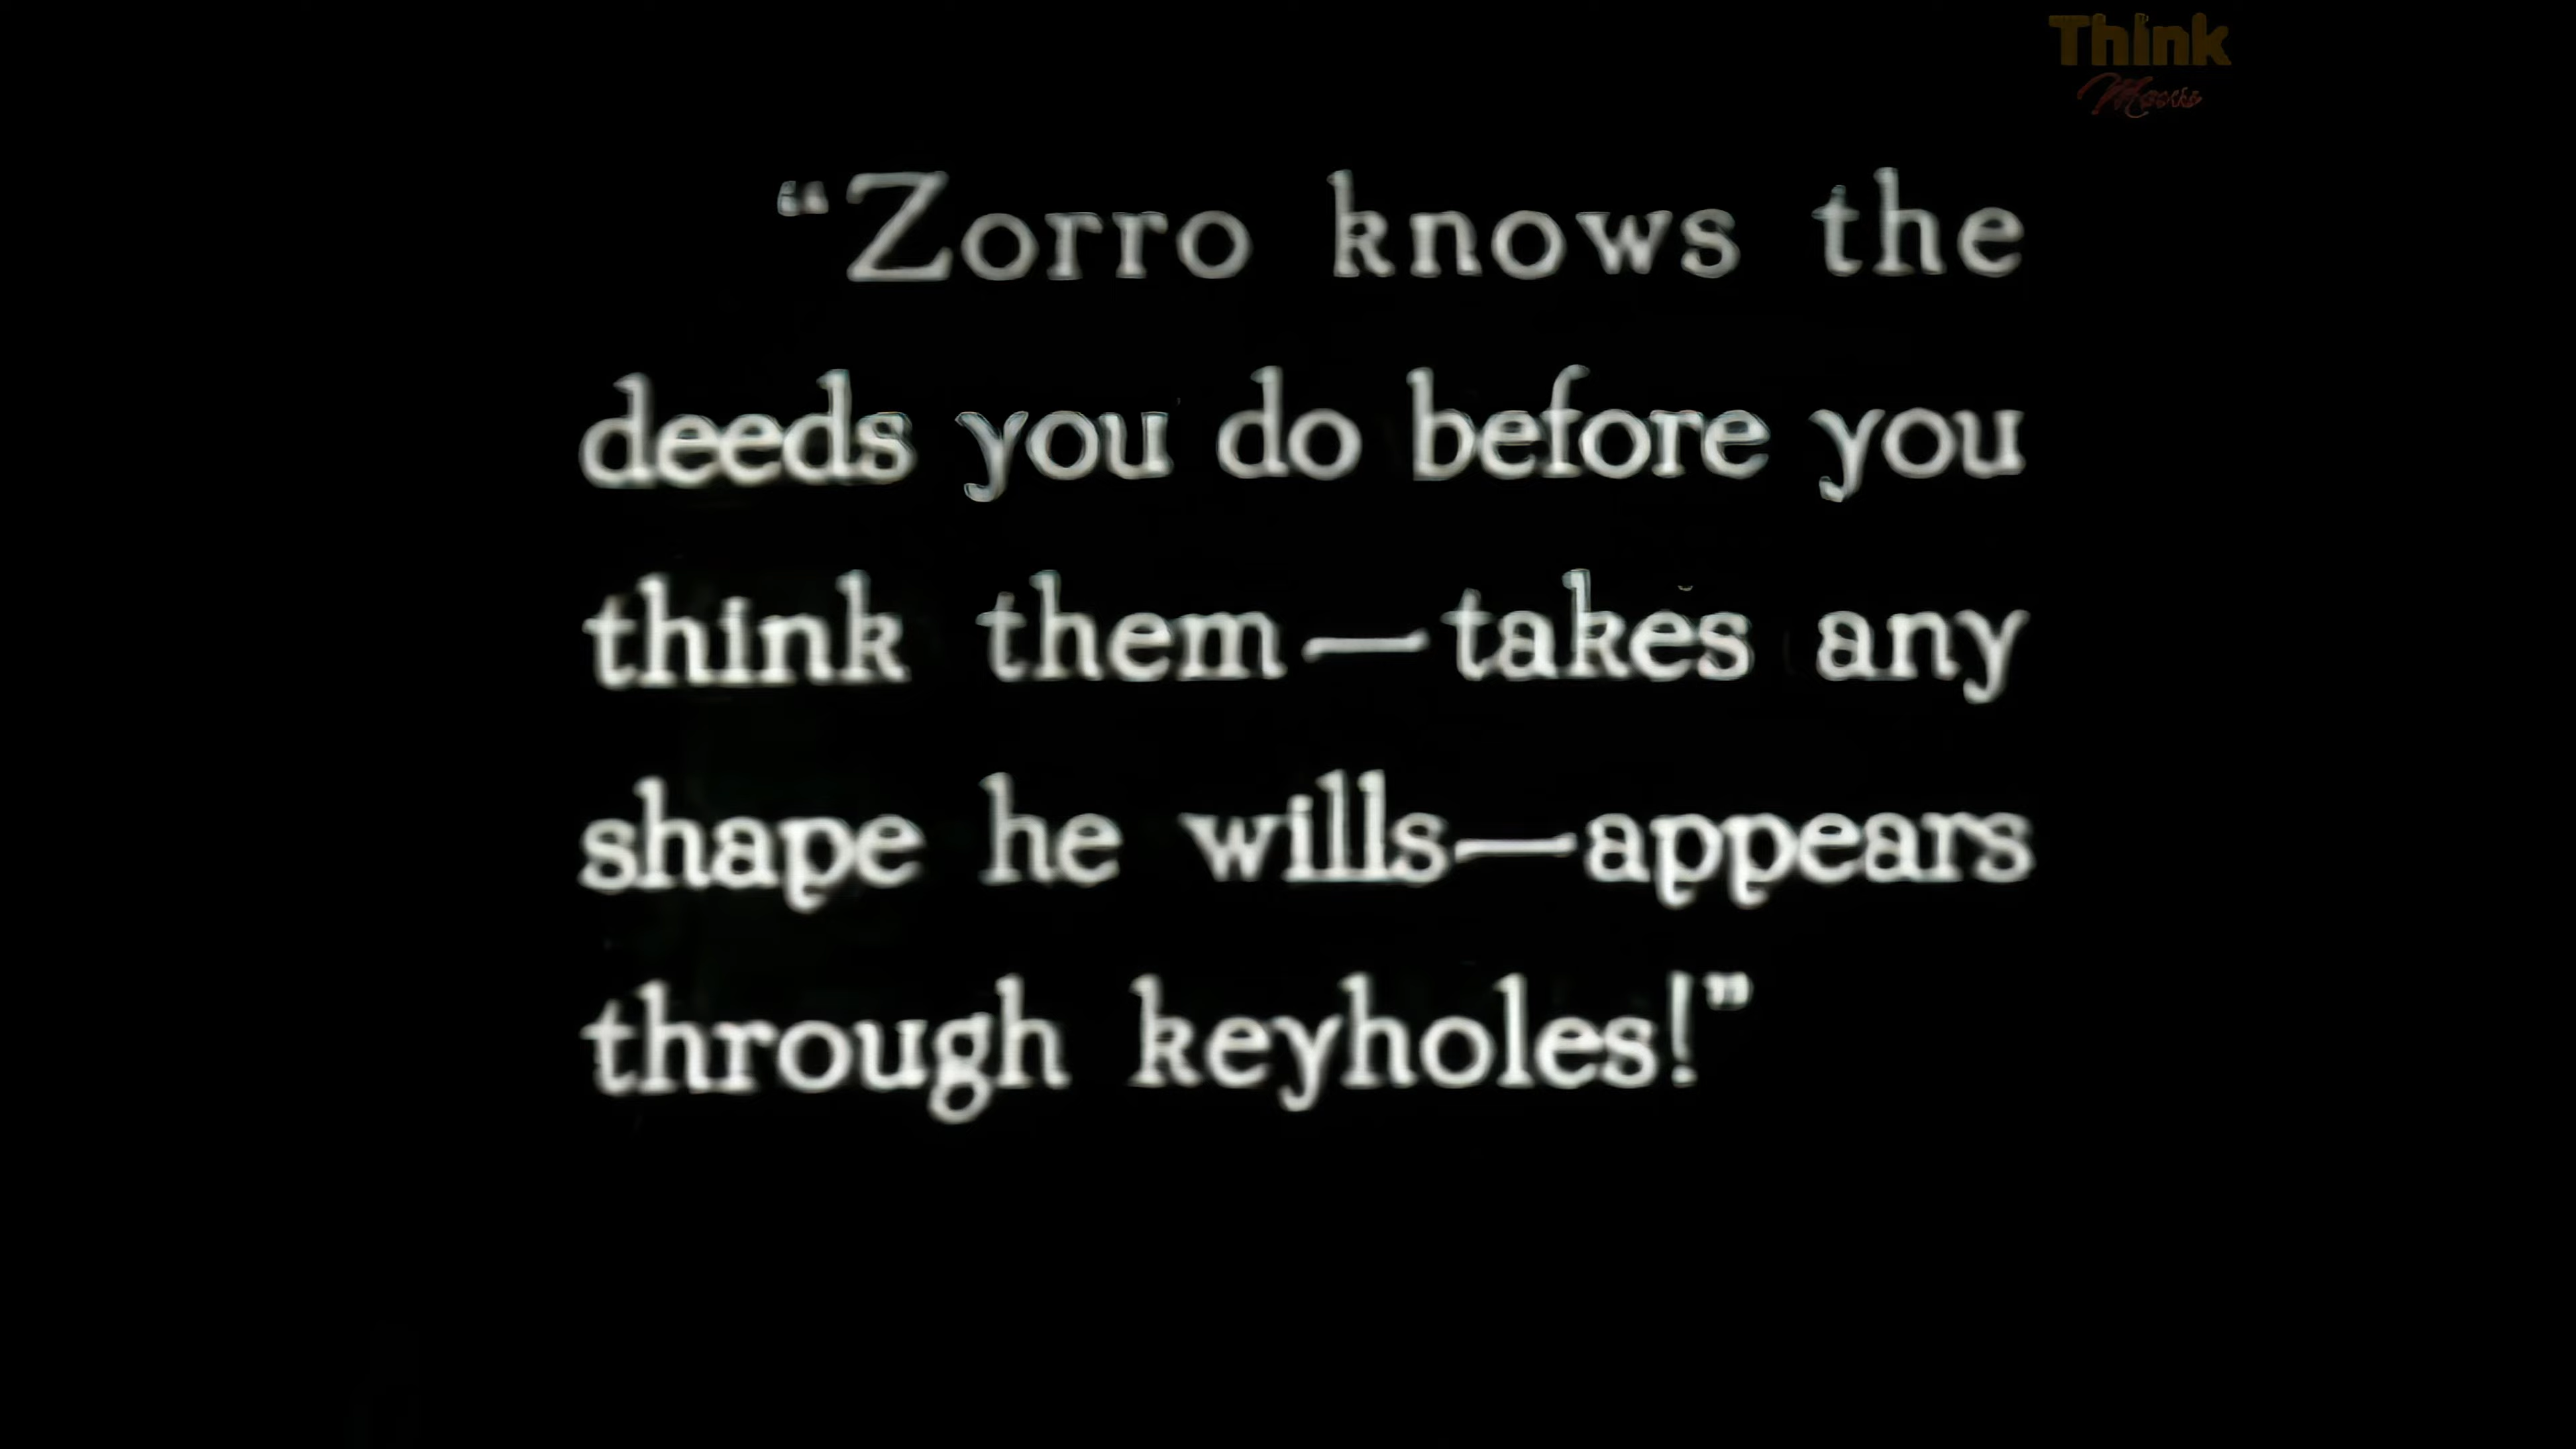 Think
Movie
“Zorro knows the
deeds you do before you
think them—takes any
shape he wills—appears
through keyholes!”